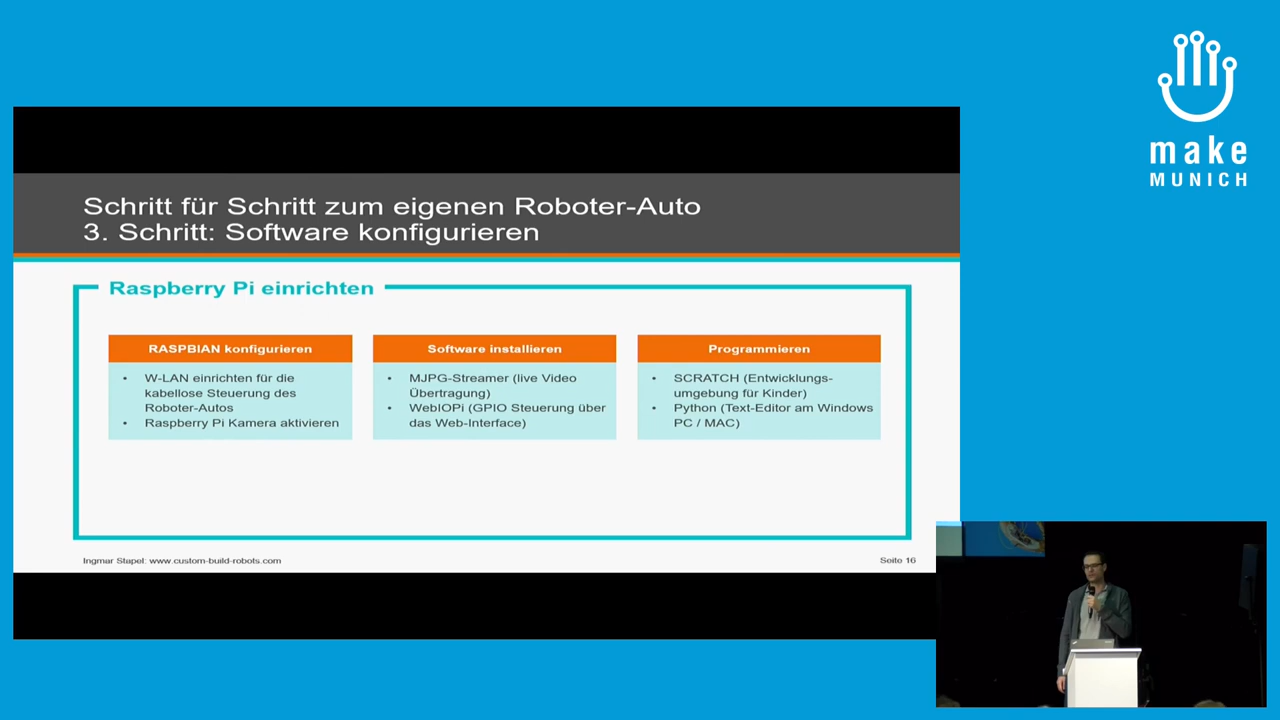 make
MUNICH
Schritt für Schritt zum eigenen Roboter-Auto
3. Schritt: Software konfigurieren
Raspberry Pi einrichten
RASPBIAN konfigurieren
• W-LAN einrichten für die
kabellose Steuerung des
Roboter-Autos
• Raspberry Pi Kamera aktivieren
Software installieren
• MJPG-Streamer (live Video
Übertragung)
• WebIOPi (GPIO Steuerung über
das Web-Interface)
Programmieren
• SCRATCH (Entwicklungs-
umgebung für Kinder)
• Python (Text-Editor am Windows
PC / MAC)
Ingmar Stapel: www.custom-build-robots.com
Seite 16